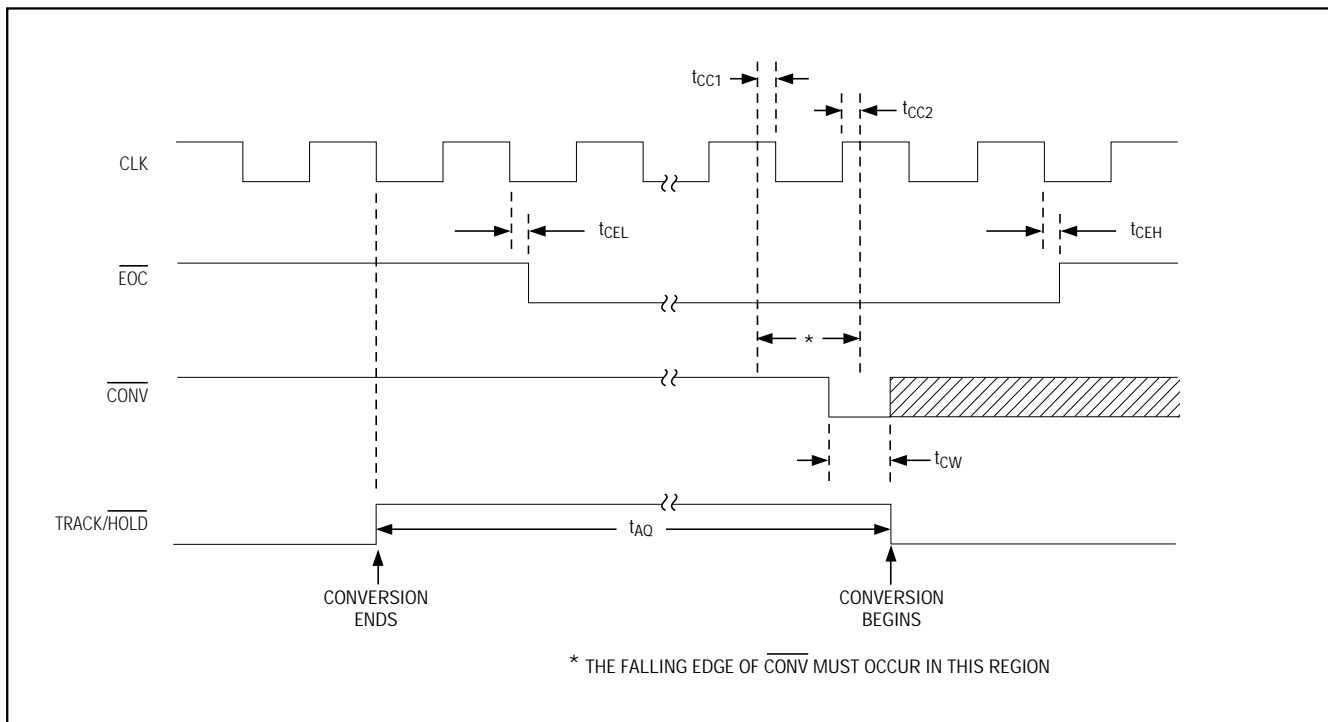 tCC1
tCC2
CLK
tCEL
tCEH
EOC
*
CONV
tCW
TRACK/HOLD
tAQ
CONVERSION
ENDS
CONVERSION
BEGINS
* THE FALLING EDGE OF CONV MUST OCCUR IN THIS REGION